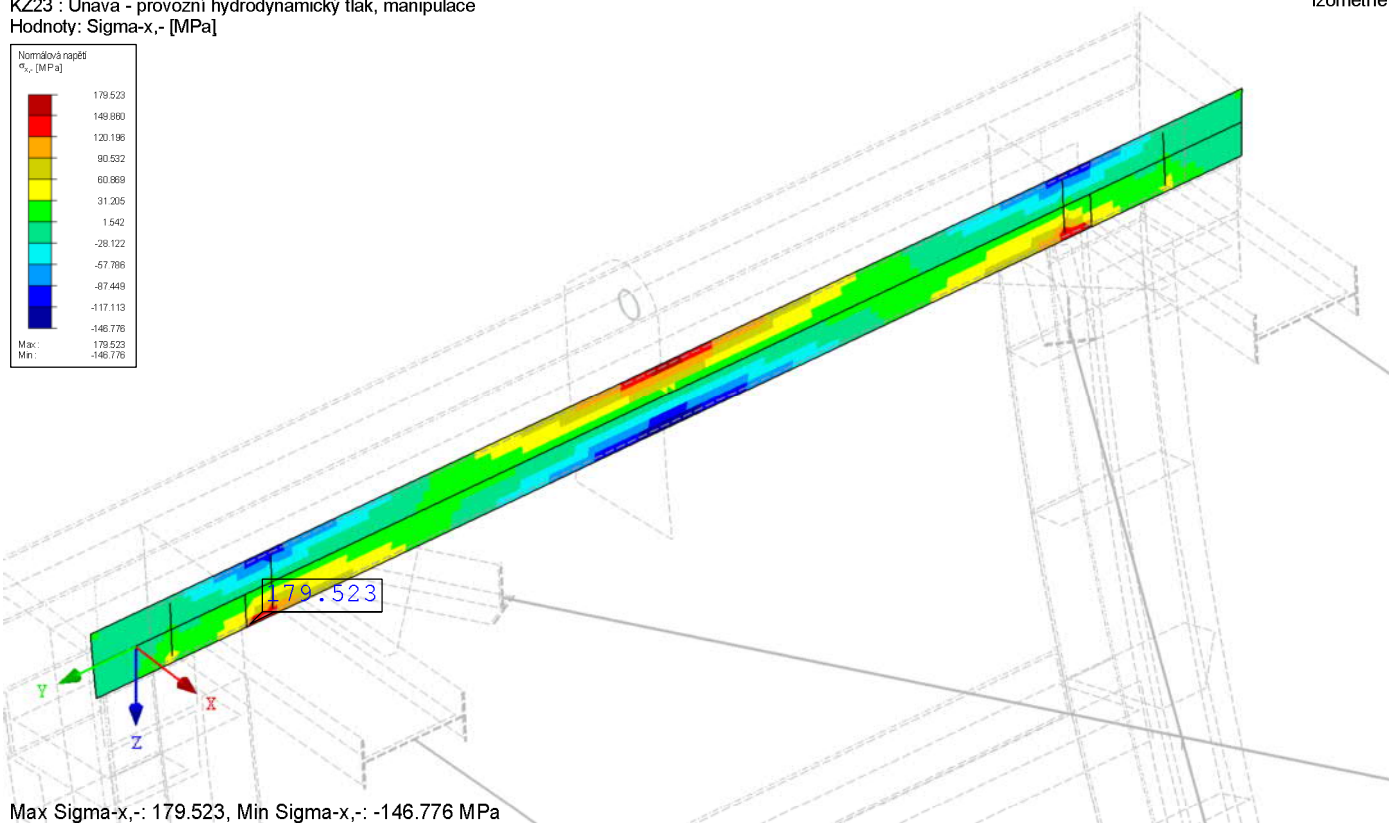 KZ23 : Únava - provozní hydrodynamický tlak, manipulace
Izometrie
Hodnoty: Sigma-x,- [MPa]
Normálová napětí
σx,- [MPa]
179.523
149.860
120.196
90.532
60.869
31.205
1.542
-28.122
-57.786
-87.449
-117.113
-146.776
Max : 179.523
Min : -146.776
179.523
Y
X
Z
Max Sigma-x,-: 179.523, Min Sigma-x,-: -146.776 MPa